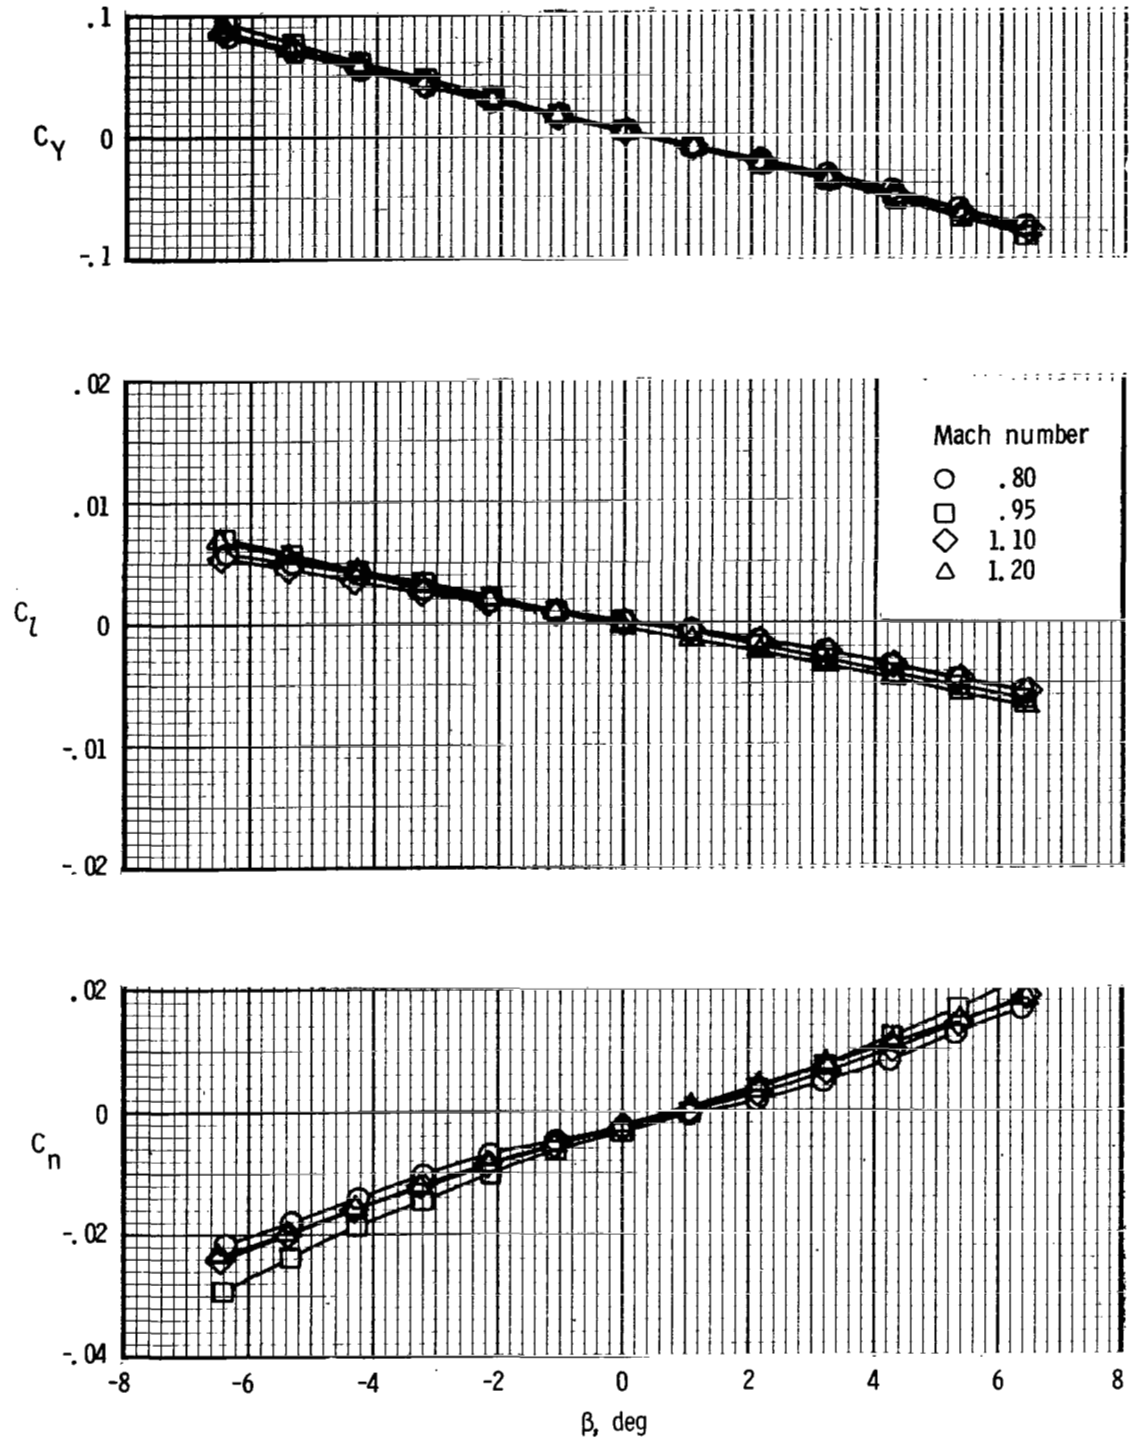 .1
C_Y
0
-.1
.02
.01
C_l
0
-.01
-.02
Mach number
○ .80
□ .95
◇ 1.10
△ 1.20
.02
0
C_n
-.02
-.04
-8 -6 -4 -2 0 2 4 6 8
β, deg